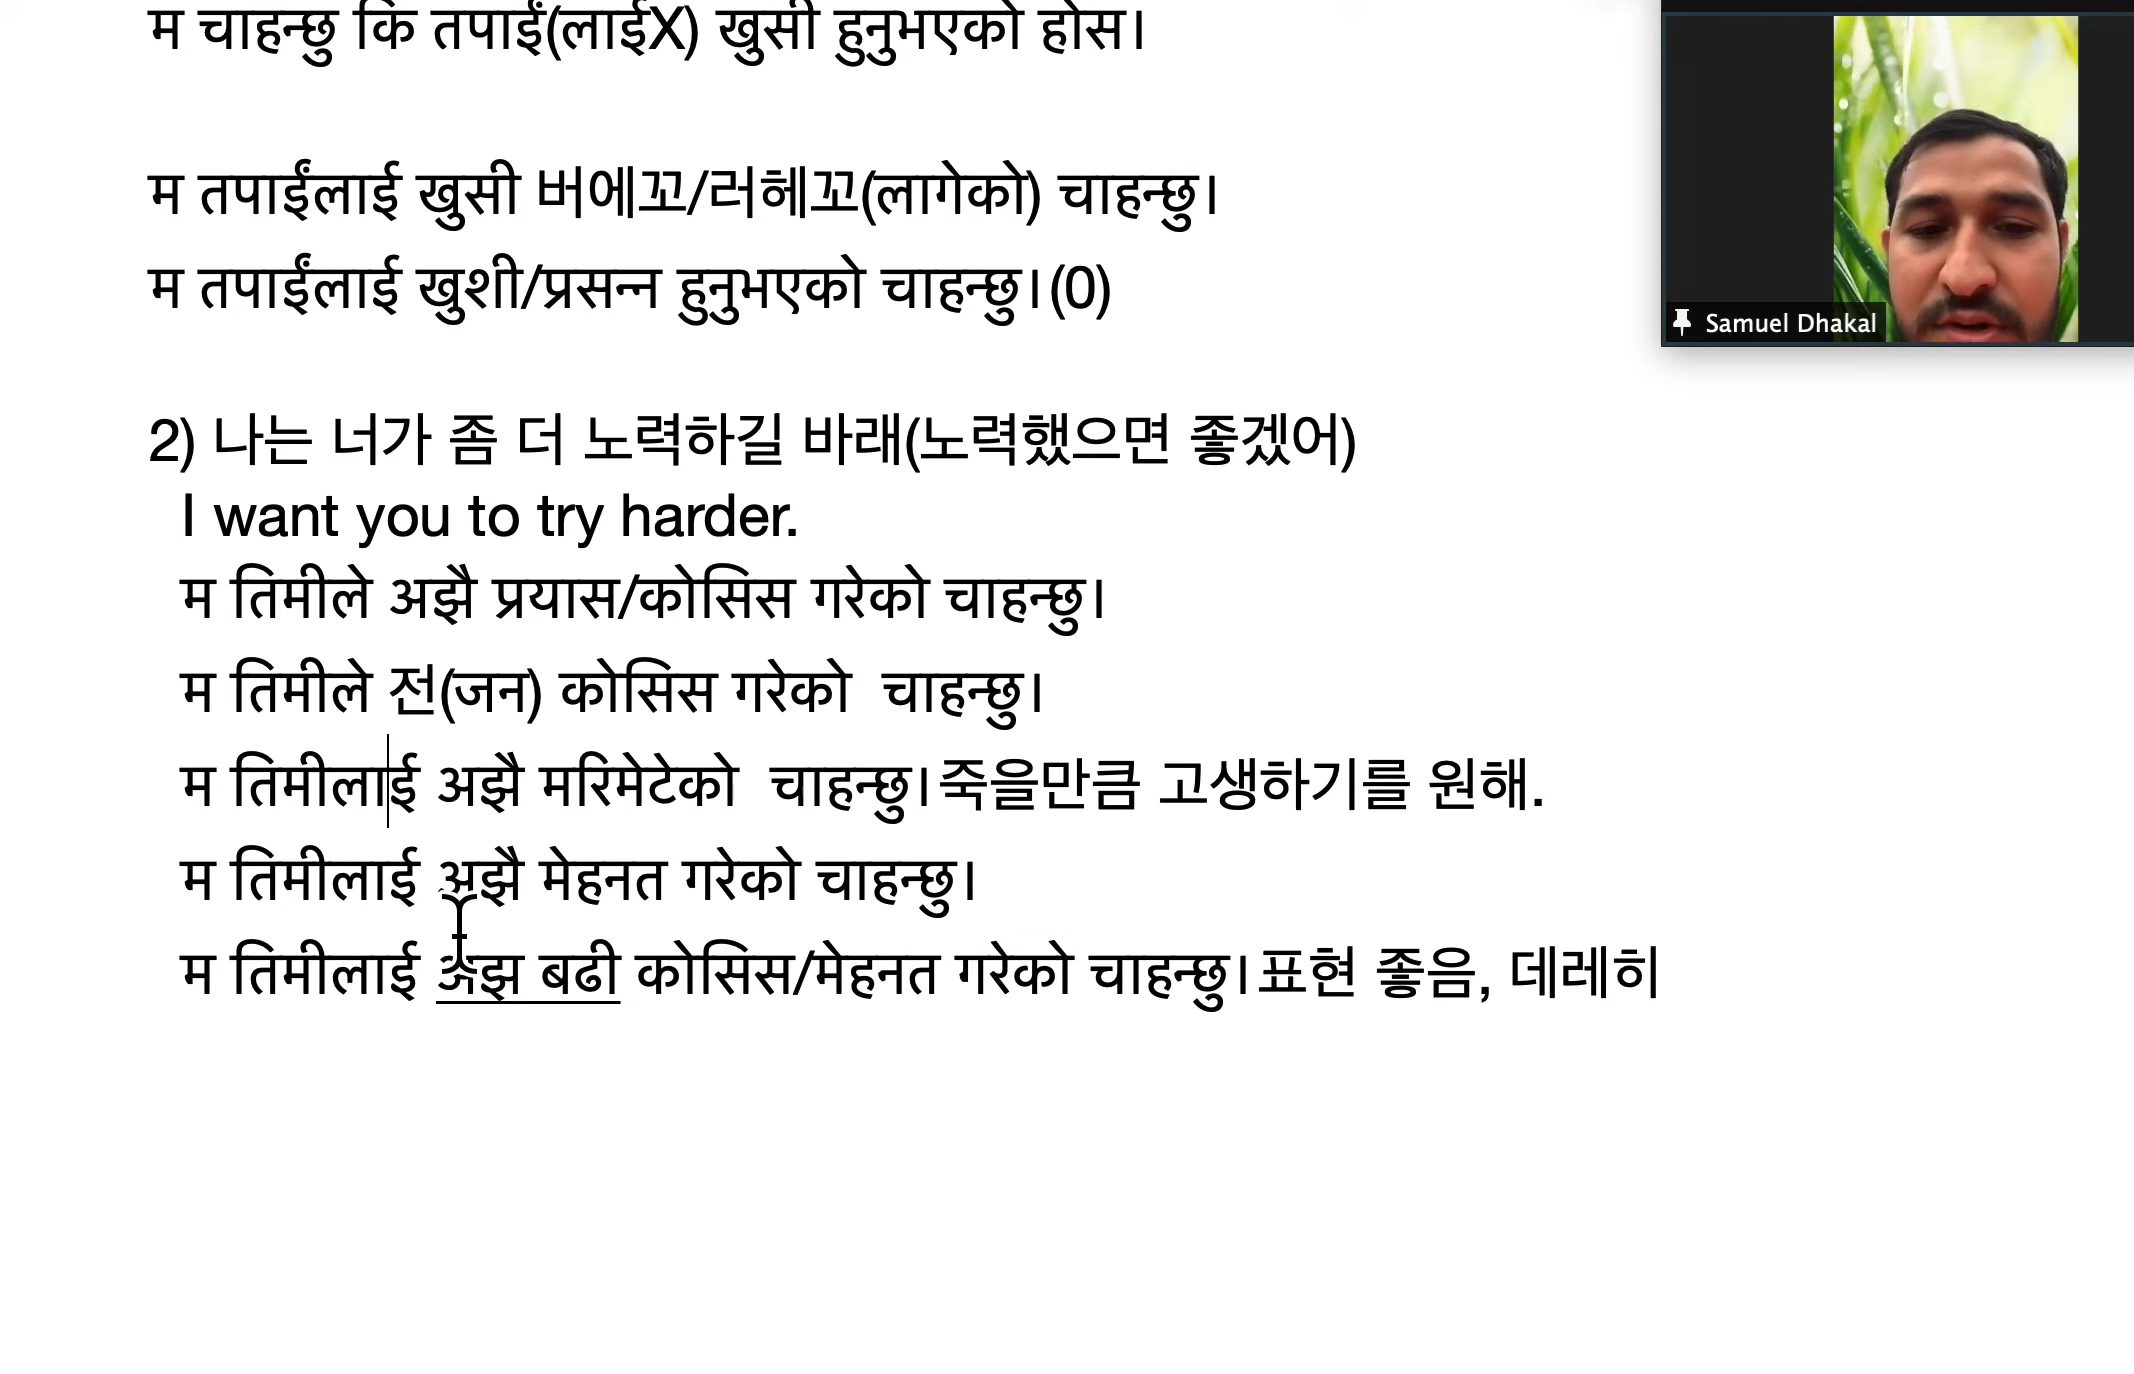 म चाहन्छु कि तपाईं(लाईX) खुसी हुनुभएको होस।
म तपाईंलाई खुसी 버에꼬/러헤꼬(लागेको) चाहन्छु।
म तपाईंलाई खुशी/प्रसन्न हुनुभएको चाहन्छु।(0)
Samuel Dhakal
2) 나는 너가 좀 더 노력하길 바래(노력했으면 좋겠어)
I want you to try harder.
म तिमीले अझै प्रयास/कोसिस गरेको चाहन्छु।
म तिमीले 전(जन) कोसिस गरेको चाहन्छु।
म तिमीलाई अझै मरिमेटेको चाहन्छु।죽을만큼 고생하기를 원해.
म तिमीलाई अझै मेहनत गरेको चाहन्छु।
म तिमीलाई अझ बढी कोसिस/मेहनत गरेको चाहन्छु।표현 좋음, 데레히